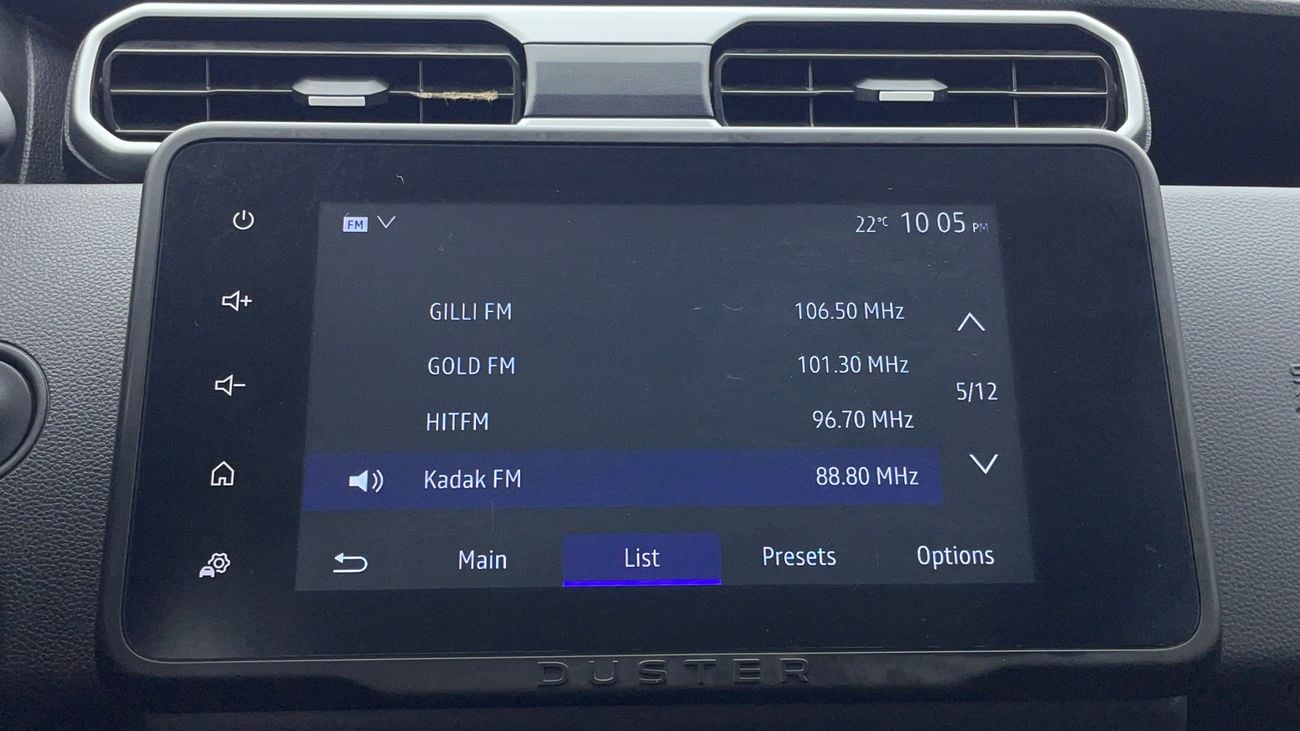 FM 22°C 10 05 PM
GILLI FM 106.50 MHz
GOLD FM 101.30 MHz
HITFM 96.70 MHz
Kadak FM 88.80 MHz
5/12
Main List Presets Options
DUSTER